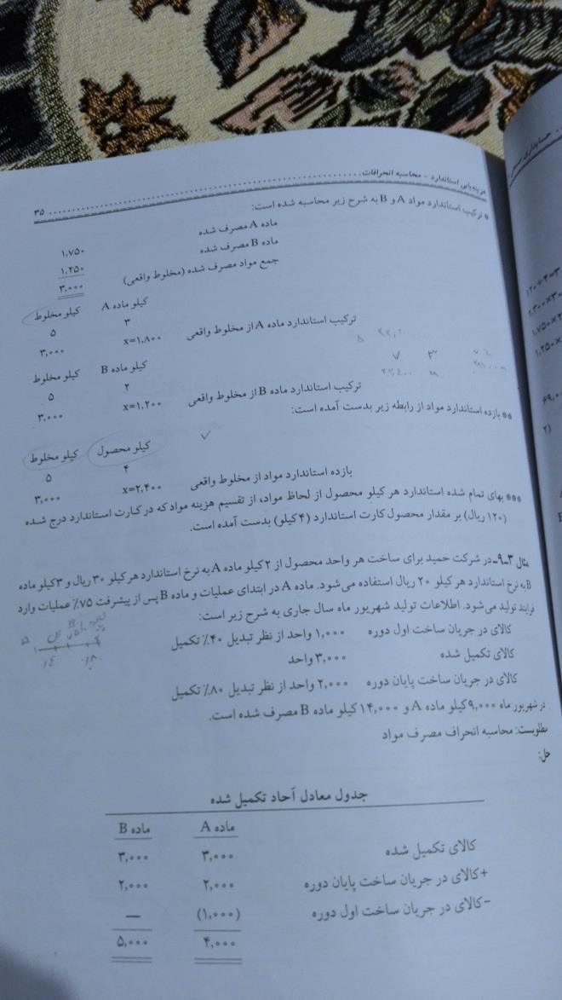 هزینه‌یابی استاندارد - محاسبه انحرافات ........ ۳۵
* ترکیب استاندارد مواد A و B به شرح زیر محاسبه شده است:
ماده A مصرف شده ۱,۷۵۰
ماده B مصرف شده ۱,۲۵۰
جمع مواد مصرف شده (مخلوط واقعی) ۳,۰۰۰
کیلو ماده A کیلو مخلوط
۳ ۵
ترکیب استاندارد ماده A از مخلوط واقعی x=۱,۸۰۰ ۳,۰۰۰
کیلو ماده B کیلو مخلوط
۲ ۵
ترکیب استاندارد ماده B از مخلوط واقعی x=۱,۲۰۰ ۳,۰۰۰
** بازده استاندارد مواد از رابطه زیر بدست آمده است:
کیلو محصول کیلو مخلوط
۴ ۵
بازده استاندارد مواد از مخلوط واقعی x=۲,۴۰۰ ۳,۰۰۰
*** بهای تمام شده استاندارد هر کیلو محصول از لحاظ مواد، از تقسیم هزینه مواد که در کارت استاندارد درج شده
(۱۲۰ ریال) بر مقدار محصول کارت استاندارد (۴ کیلو) بدست آمده است.
مثال ۳-۹- در شرکت حمید برای ساخت هر واحد محصول از ۲ کیلو ماده A به نرخ استاندارد هر کیلو ۳۰ ریال و ۳ کیلو ماده
B به نرخ استاندارد هر کیلو ۲۰ ریال استفاده می‌شود. ماده A در ابتدای عملیات و ماده B پس از پیشرفت ۷۵٪ عملیات وارد
فرایند تولید می‌شود. اطلاعات تولید شهریور ماه سال جاری به شرح زیر است:
کالای در جریان ساخت اول دوره ۱,۰۰۰ واحد از نظر تبدیل ۴۰٪ تکمیل
کالای تکمیل شده ۳,۰۰۰ واحد
کالای در جریان ساخت پایان دوره ۲,۰۰۰ واحد از نظر تبدیل ۸۰٪ تکمیل
در شهریور ماه ۹,۰۰۰ کیلو ماده A و ۱۴,۰۰۰ کیلو ماده B مصرف شده است.
مطلوبست: محاسبه انحراف مصرف مواد
حل:
جدول معادل آحاد تکمیل شده
ماده A ماده B
کالای تکمیل شده ۳,۰۰۰ ۳,۰۰۰
+کالای در جریان ساخت پایان دوره ۲,۰۰۰ ۲,۰۰۰
-کالای در جریان ساخت اول دوره (۱,۰۰۰) —
۴,۰۰۰ ۵,۰۰۰